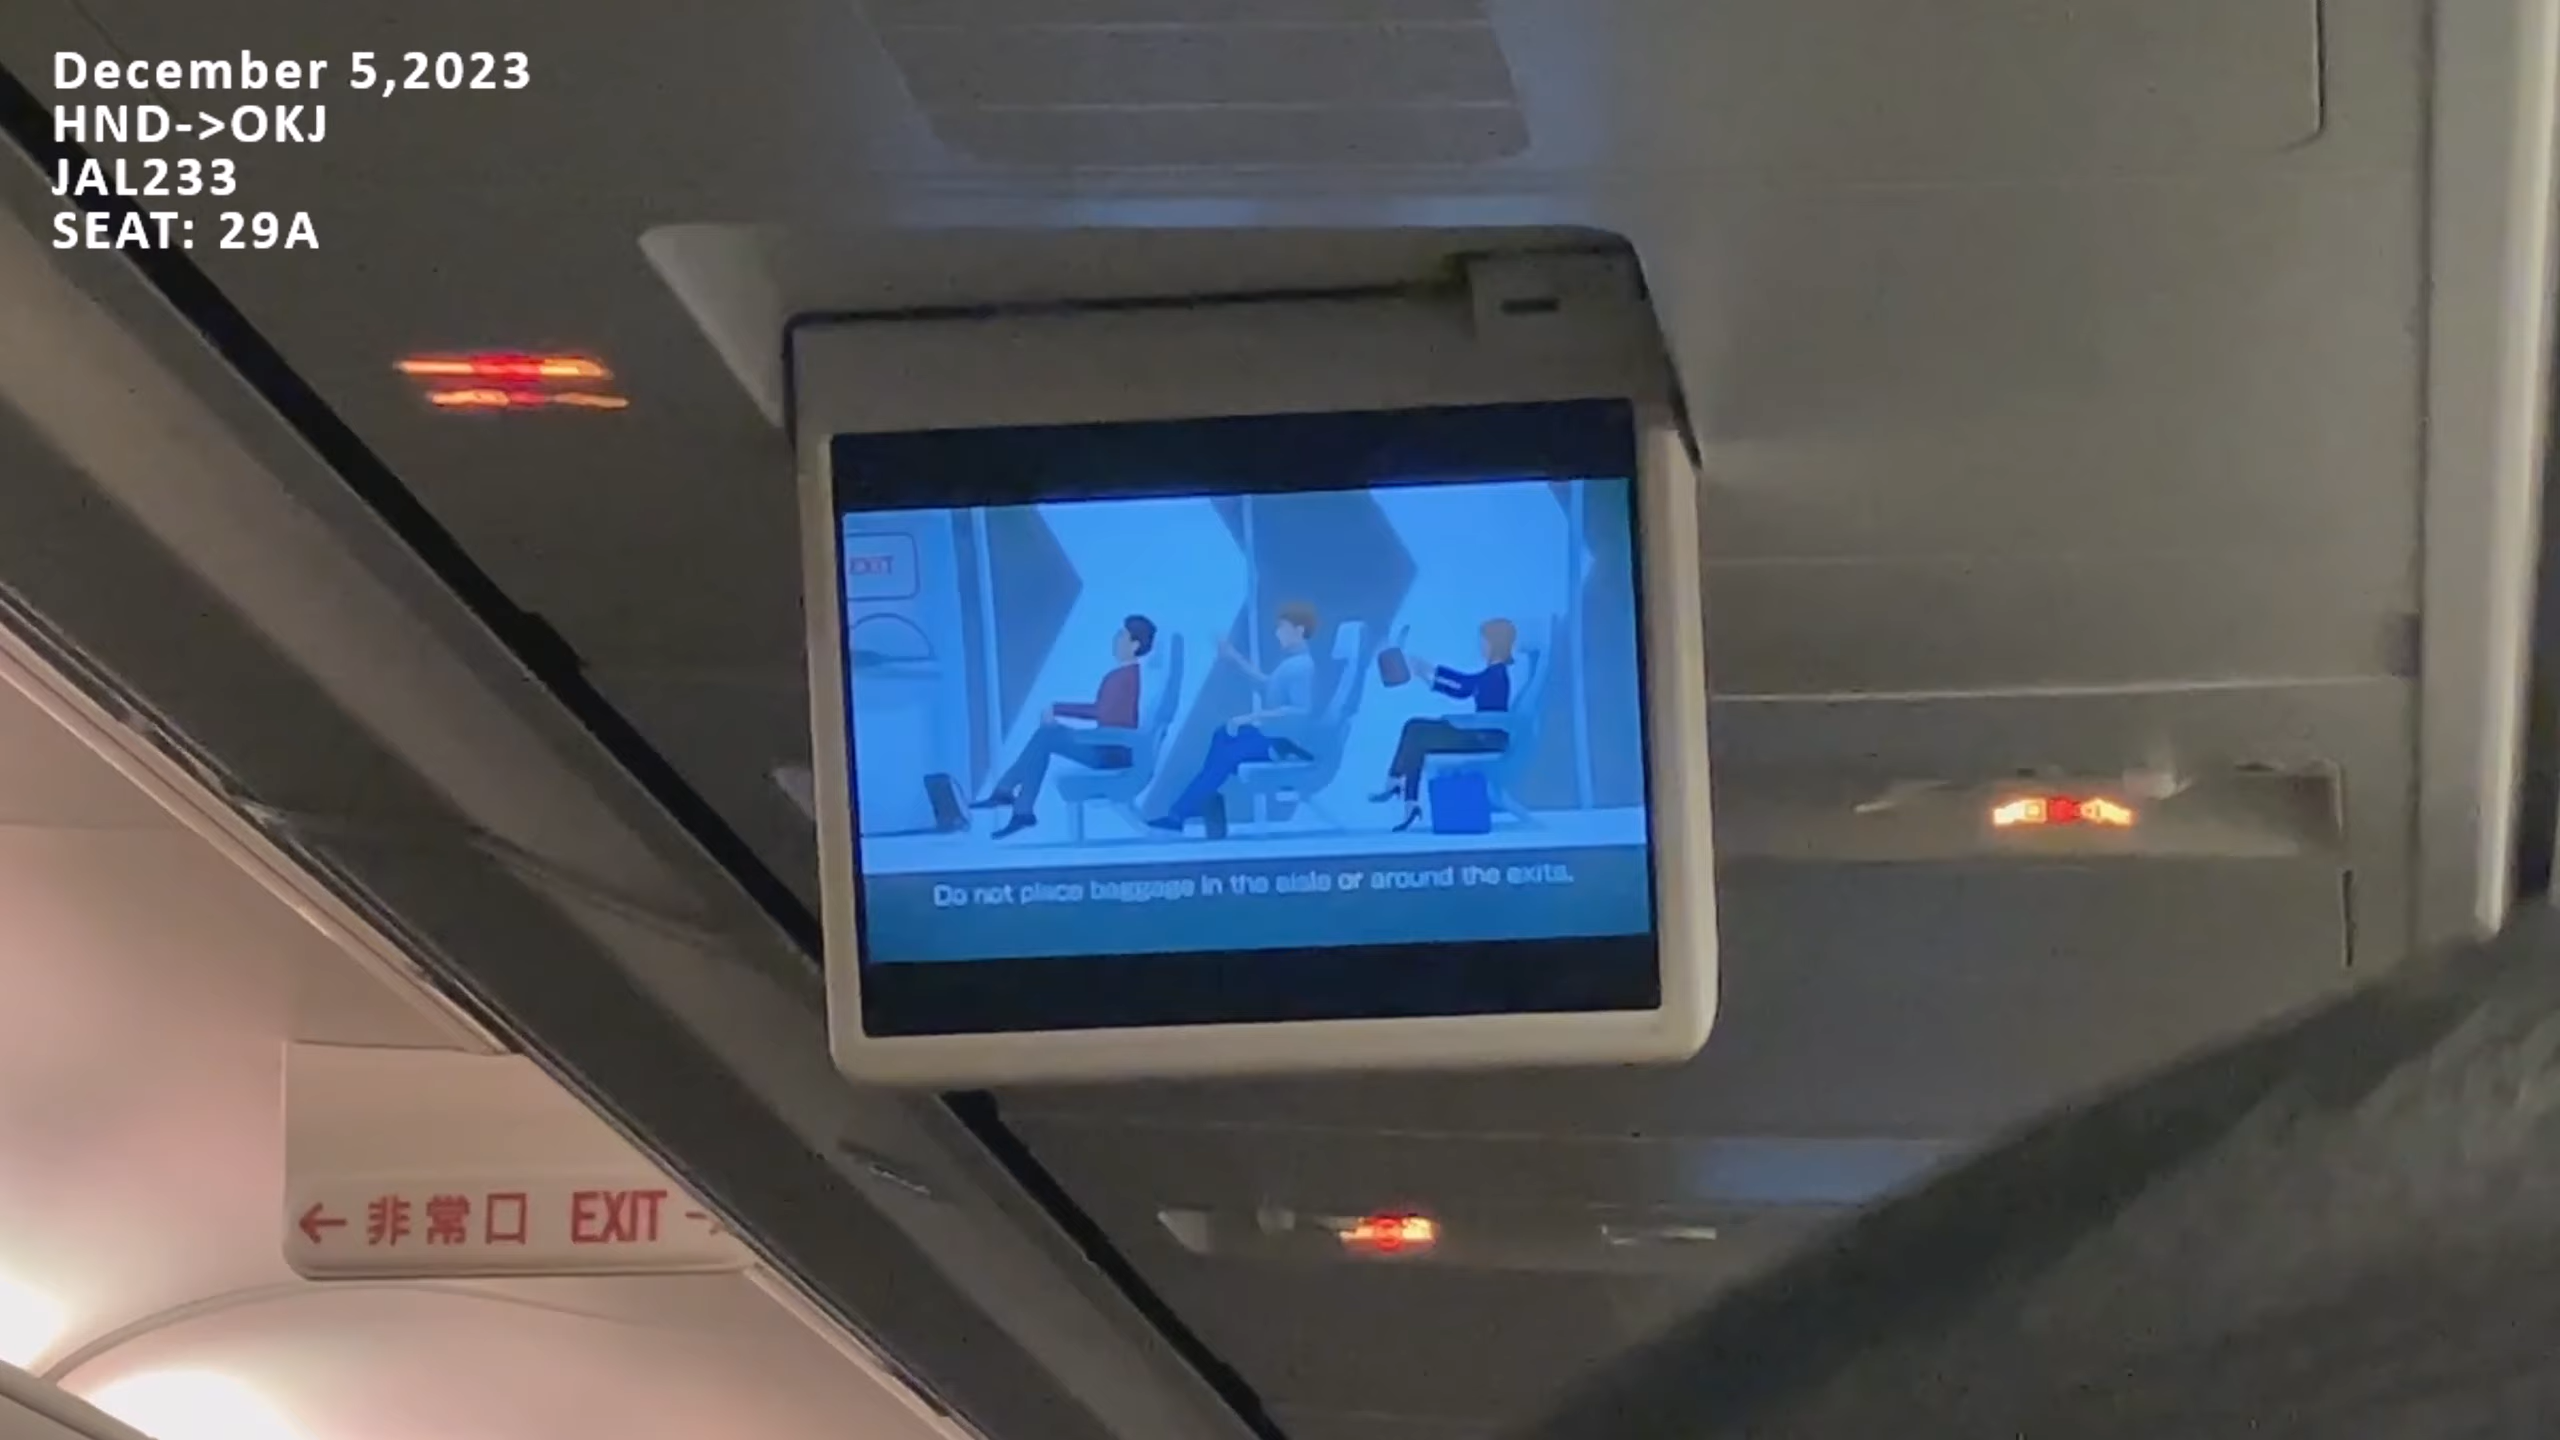 December 5,2023
HND->OKJ
JAL233
SEAT: 29A
EXIT
Do not place baggage in the aisle or around the exits.
← 非常口 EXIT →